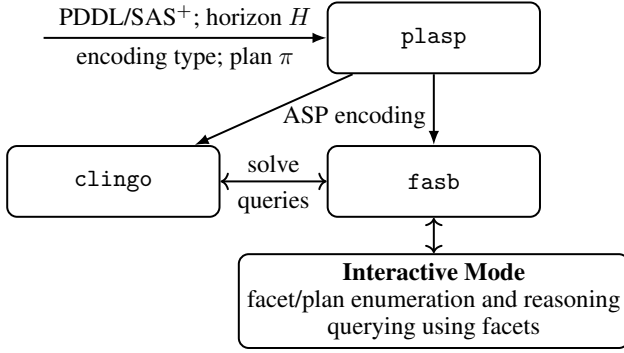 PDDL/SAS⁺; horizon H
encoding type; plan π
plasp
ASP encoding
clingo
solve
queries
fasb
Interactive Mode
facet/plan enumeration and reasoning
querying using facets